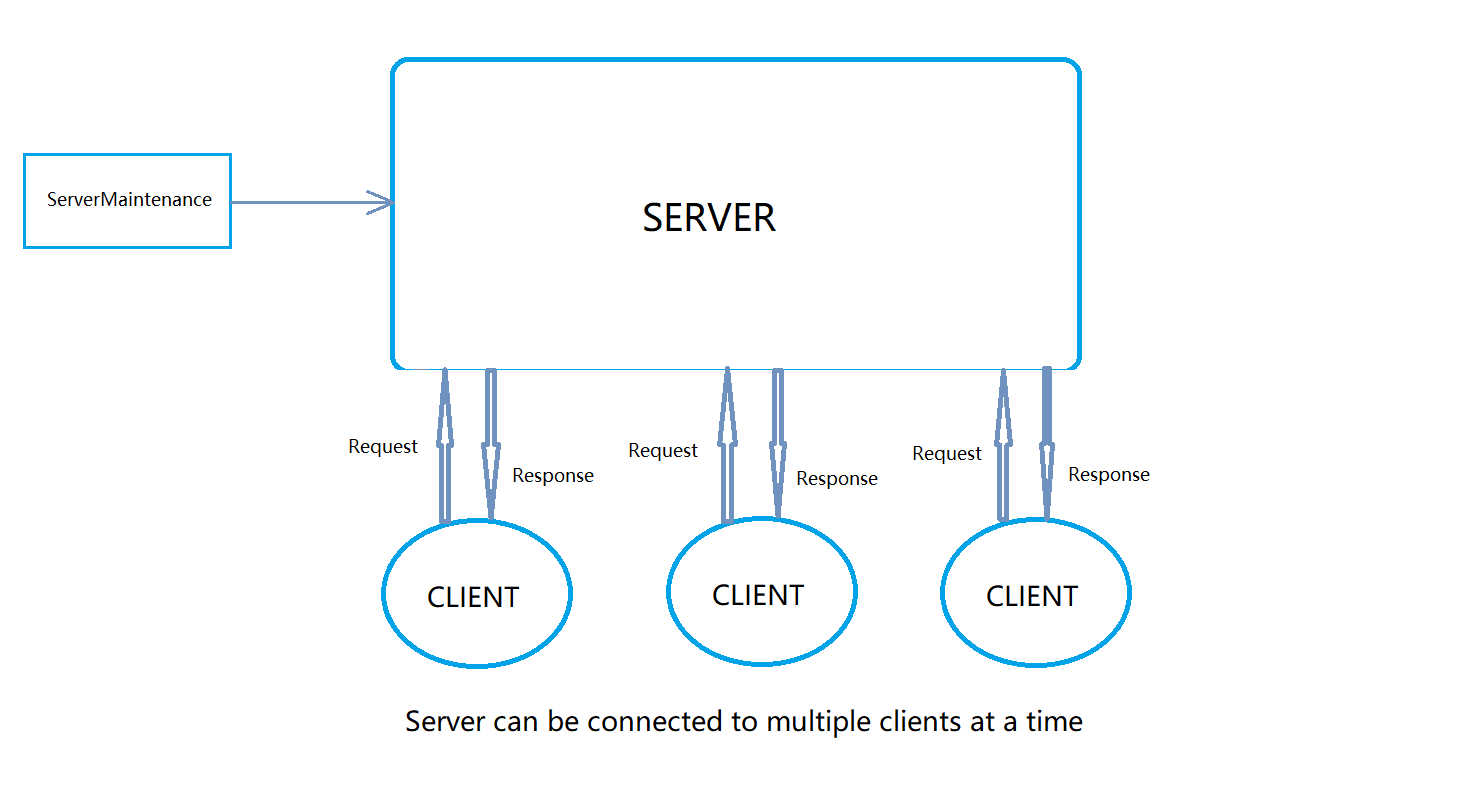 ServerMaintenance
SERVER
Request
Response
Request
Response
Request
Response
CLIENT
CLIENT
CLIENT
Server can be connected to multiple clients at a time